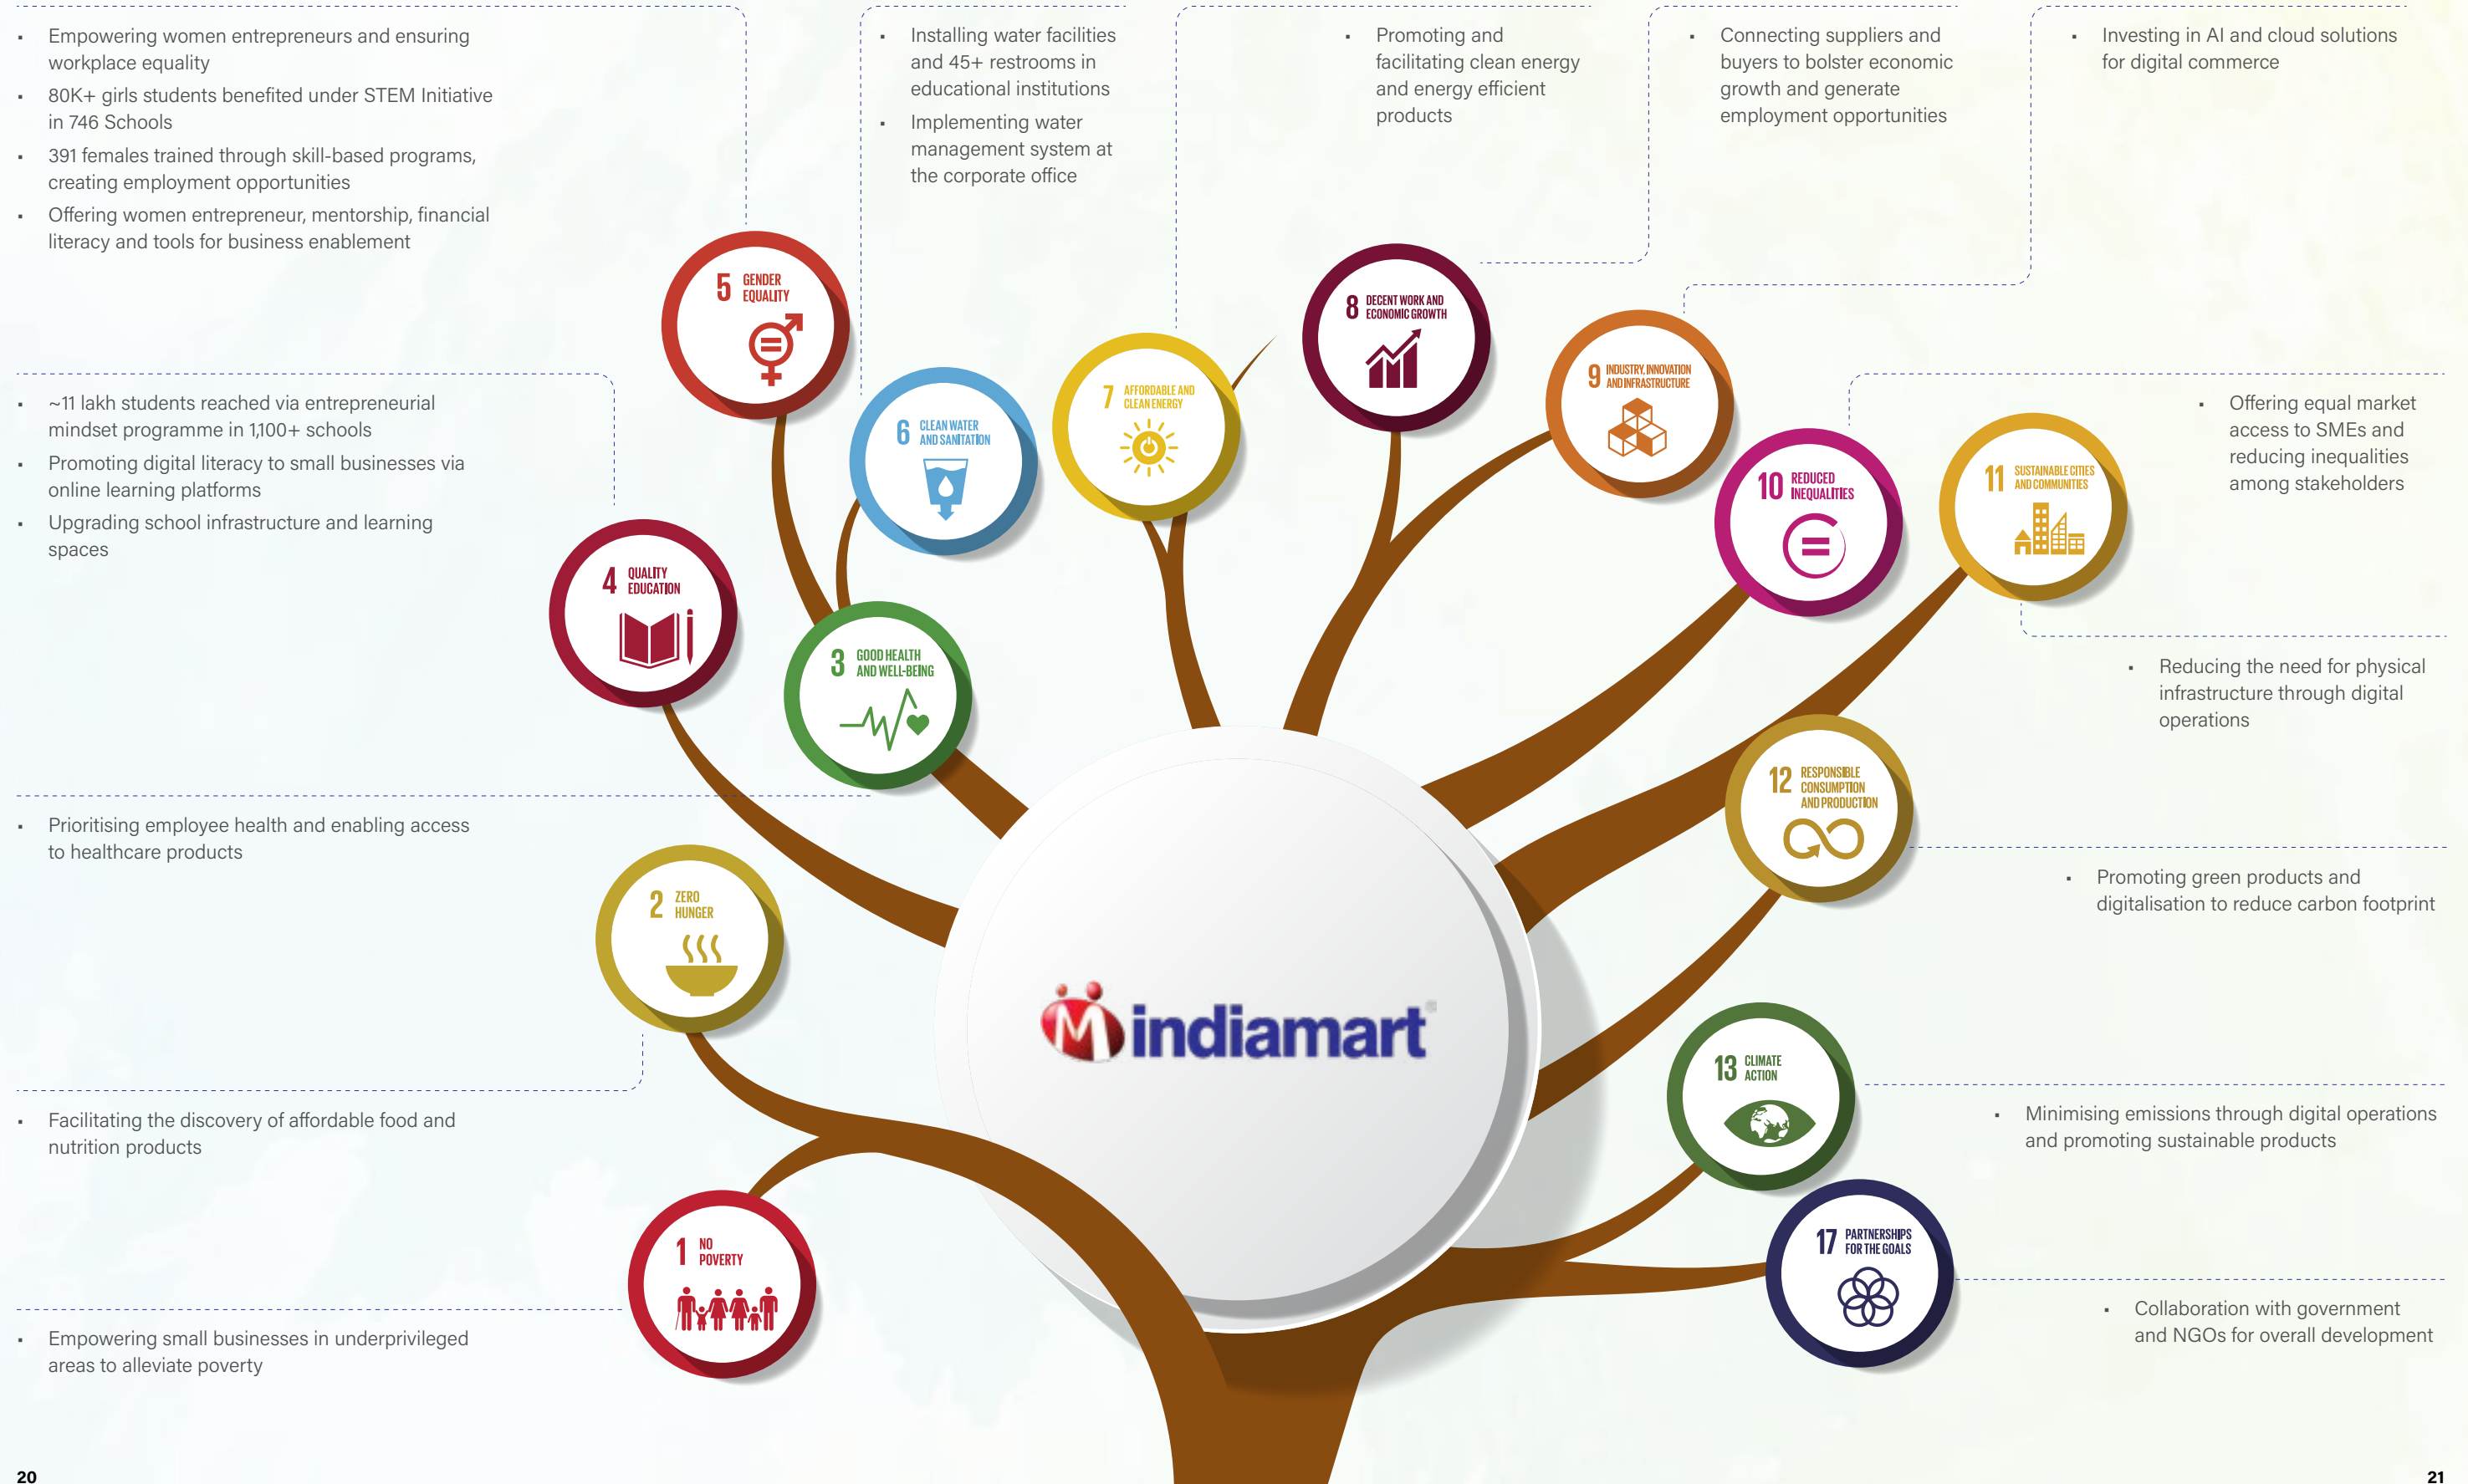 Empowering women entrepreneurs and ensuring
workplace equality
80K+ girls students benefited under STEM Initiative
in 746 Schools
391 females trained through skill-based programs,
creating employment opportunities
Offering women entrepreneur, mentorship, financial
literacy and tools for business enablement
Installing water facilities
and 45+ restrooms in
educational institutions
Implementing water
management system at
the corporate office
Promoting and
facilitating clean energy
and energy efficient
products
Connecting suppliers and
buyers to bolster economic
growth and generate
employment opportunities
Investing in AI and cloud solutions
for digital commerce
5 GENDER
EQUALITY
8 DECENT WORK AND
ECONOMIC GROWTH
9 INDUSTRY, INNOVATION
AND INFRASTRUCTURE
7 AFFORDABLE AND
CLEAN ENERGY
6 CLEAN WATER
AND SANITATION
10 REDUCED
INEQUALITIES
11 SUSTAINABLE CITIES
AND COMMUNITIES
~11 lakh students reached via entrepreneurial
mindset programme in 1,100+ schools
Promoting digital literacy to small businesses via
online learning platforms
Upgrading school infrastructure and learning
spaces
Offering equal market
access to SMEs and
reducing inequalities
among stakeholders
4 QUALITY
EDUCATION
3 GOOD HEALTH
AND WELL-BEING
Reducing the need for physical
infrastructure through digital
operations
12 RESPONSIBLE
CONSUMPTION
AND PRODUCTION
Prioritising employee health and enabling access
to healthcare products
2 ZERO
HUNGER
Promoting green products and
digitalisation to reduce carbon footprint
M indiamart®
13 CLIMATE
ACTION
Facilitating the discovery of affordable food and
nutrition products
Minimising emissions through digital operations
and promoting sustainable products
1 NO
POVERTY
17 PARTNERSHIPS
FOR THE GOALS
Empowering small businesses in underprivileged
areas to alleviate poverty
Collaboration with government
and NGOs for overall development
20
21